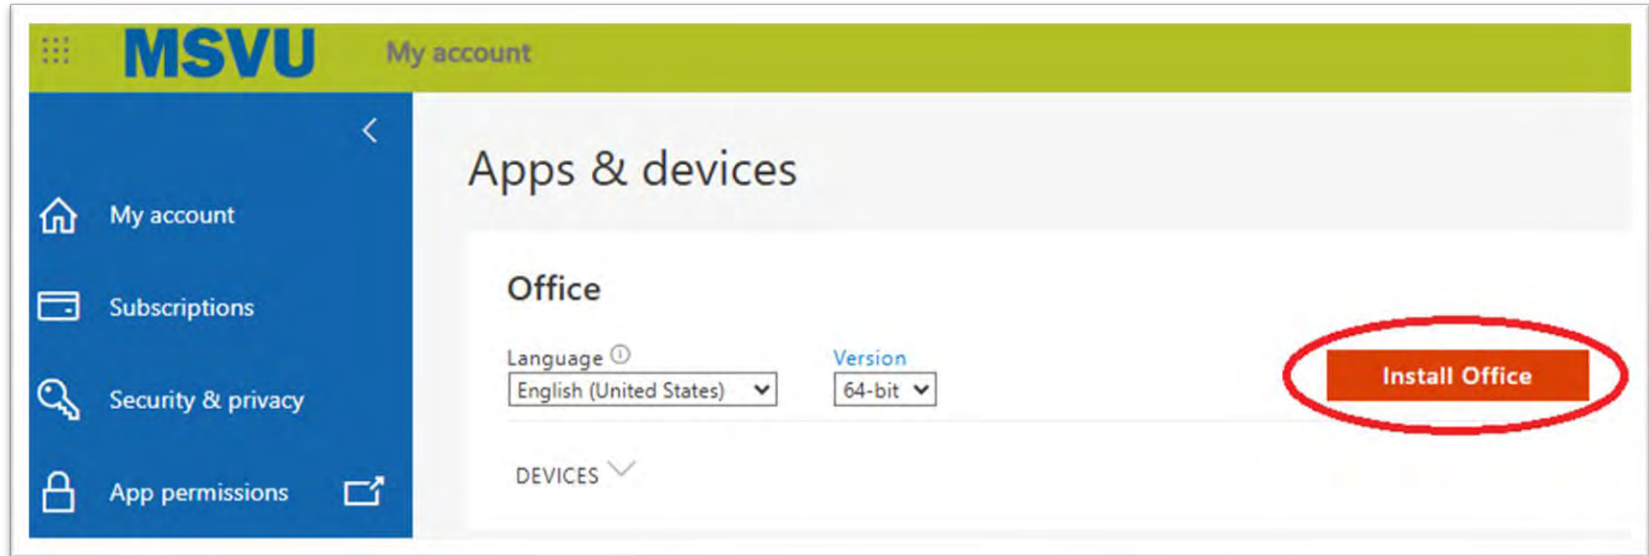 MSVU My account
My account
Subscriptions
Security & privacy
App permissions
Apps & devices
Office
Language Version
English (United States) 64-bit
Install Office
DEVICES